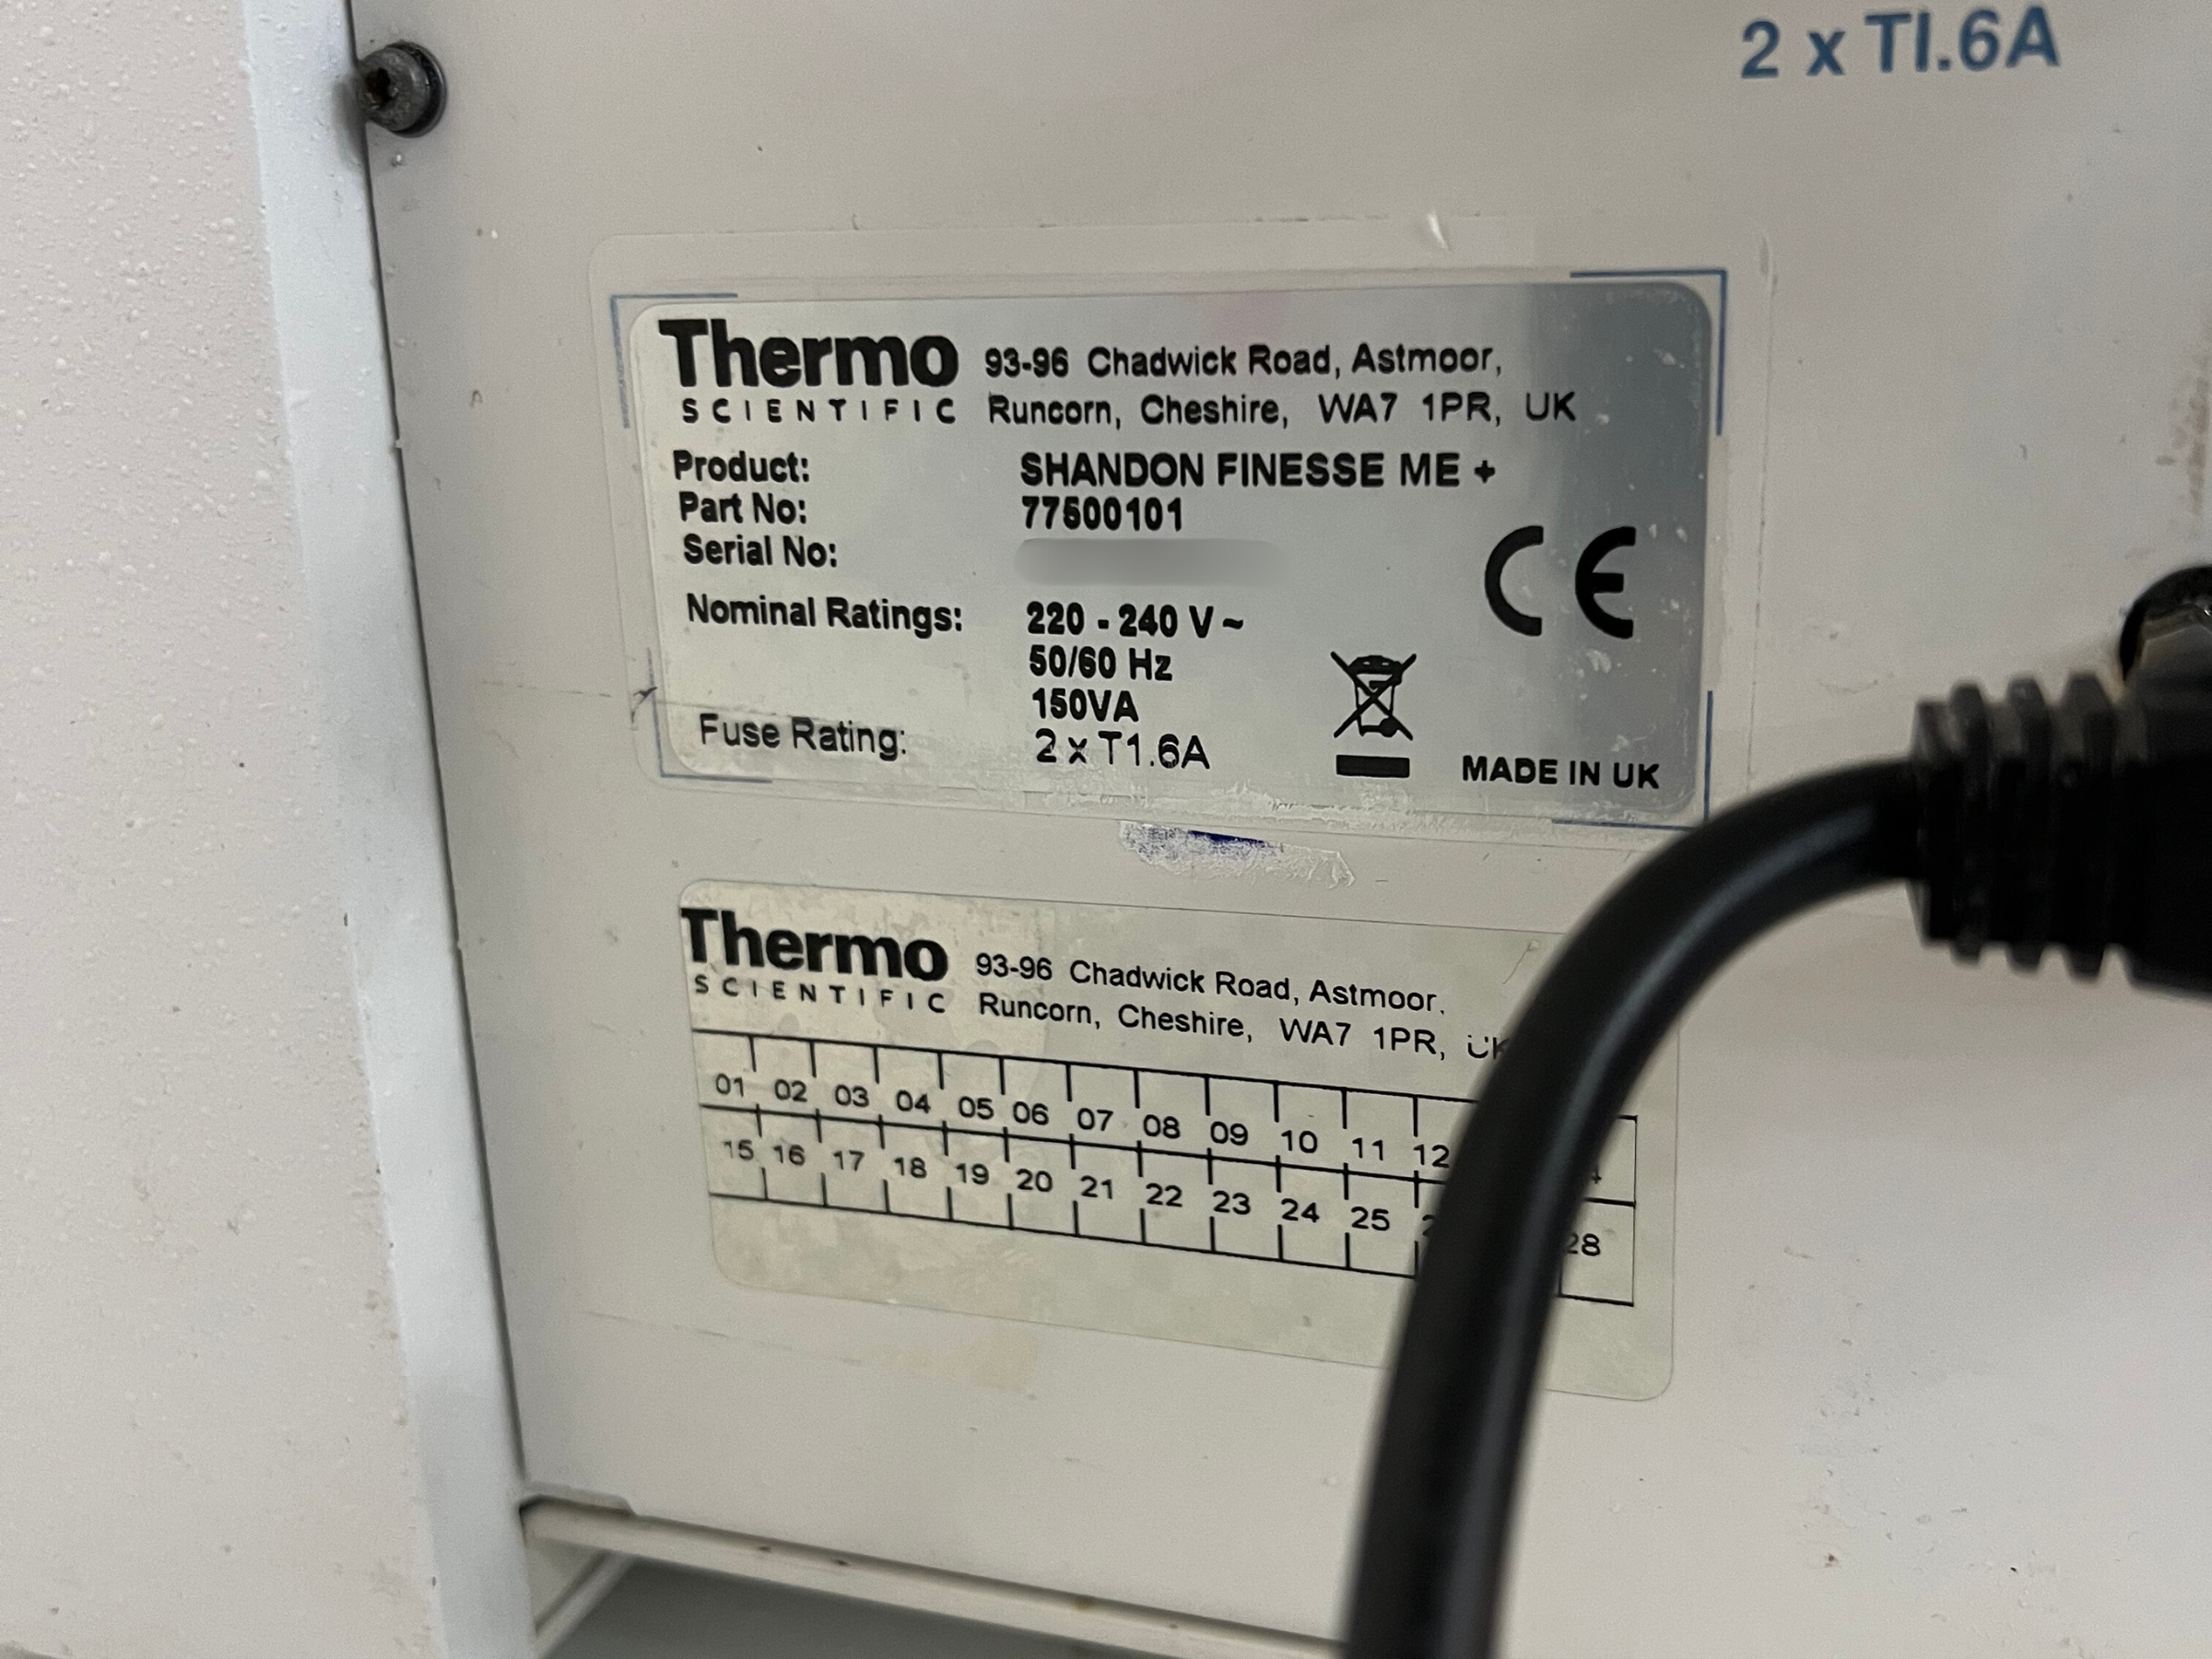 2 x TI.6A
Thermo
SCIENTIFIC
93-96 Chadwick Road, Astmoor,
Runcorn, Cheshire, WA7 1PR, UK
Product: SHANDON FINESSE ME +
Part No: 77500101
Serial No:
Nominal Ratings: 220 - 240 V ~
50/60 Hz
150VA
Fuse Rating: 2 x T1.6A
CE
MADE IN UK
Thermo
SCIENTIFIC
93-96 Chadwick Road, Astmoor,
Runcorn, Cheshire, WA7 1PR, UK
01 02 03 04 05 06 07 08 09 10 11 12
15 16 17 18 19 20 21 22 23 24 25 28